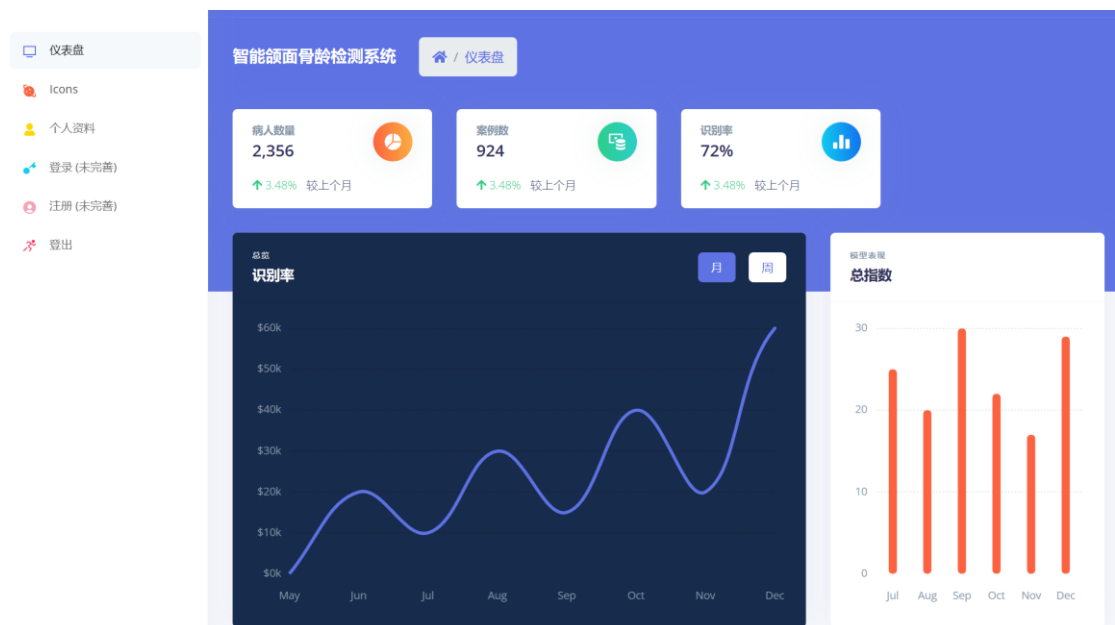 仪表盘
Icons
个人资料
登录 (未完善)
注册 (未完善)
登出
智能颌面骨龄检测系统
/ 仪表盘
病人数量
2,356
3.48% 较上个月
案例数
924
3.48% 较上个月
识别率
72%
3.48% 较上个月
总览
识别率
月
周
$60k
$50k
$40k
$30k
$20k
$10k
$0k
May Jun Jul Aug Sep Oct Nov Dec
模型表现
总指数
30
20
10
0
Jul Aug Sep Oct Nov Dec